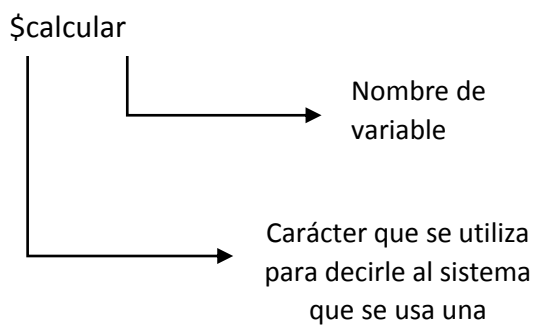 $calcular
Nombre de
variable
Carácter que se utiliza
para decirle al sistema
que se usa una